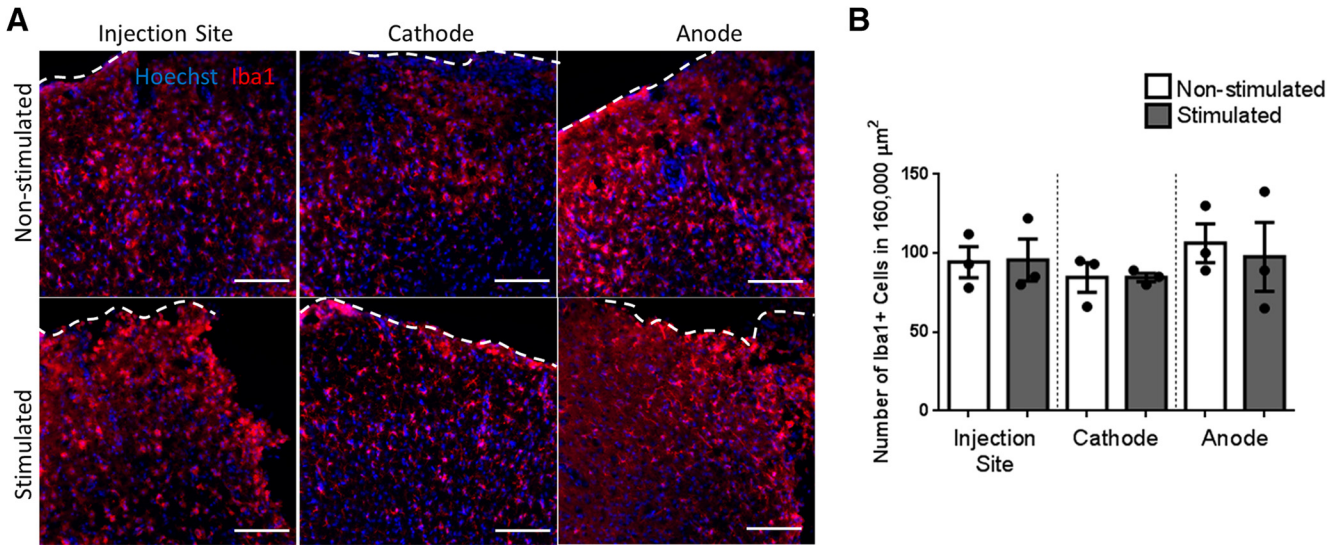 A
Injection Site
Cathode
Anode
Hoechst Iba1
Non-stimulated
Stimulated
B
Non-stimulated
Stimulated
Number of Iba1+ Cells in 160,000 µm²
150
100
50
0
Injection
Site
Cathode
Anode